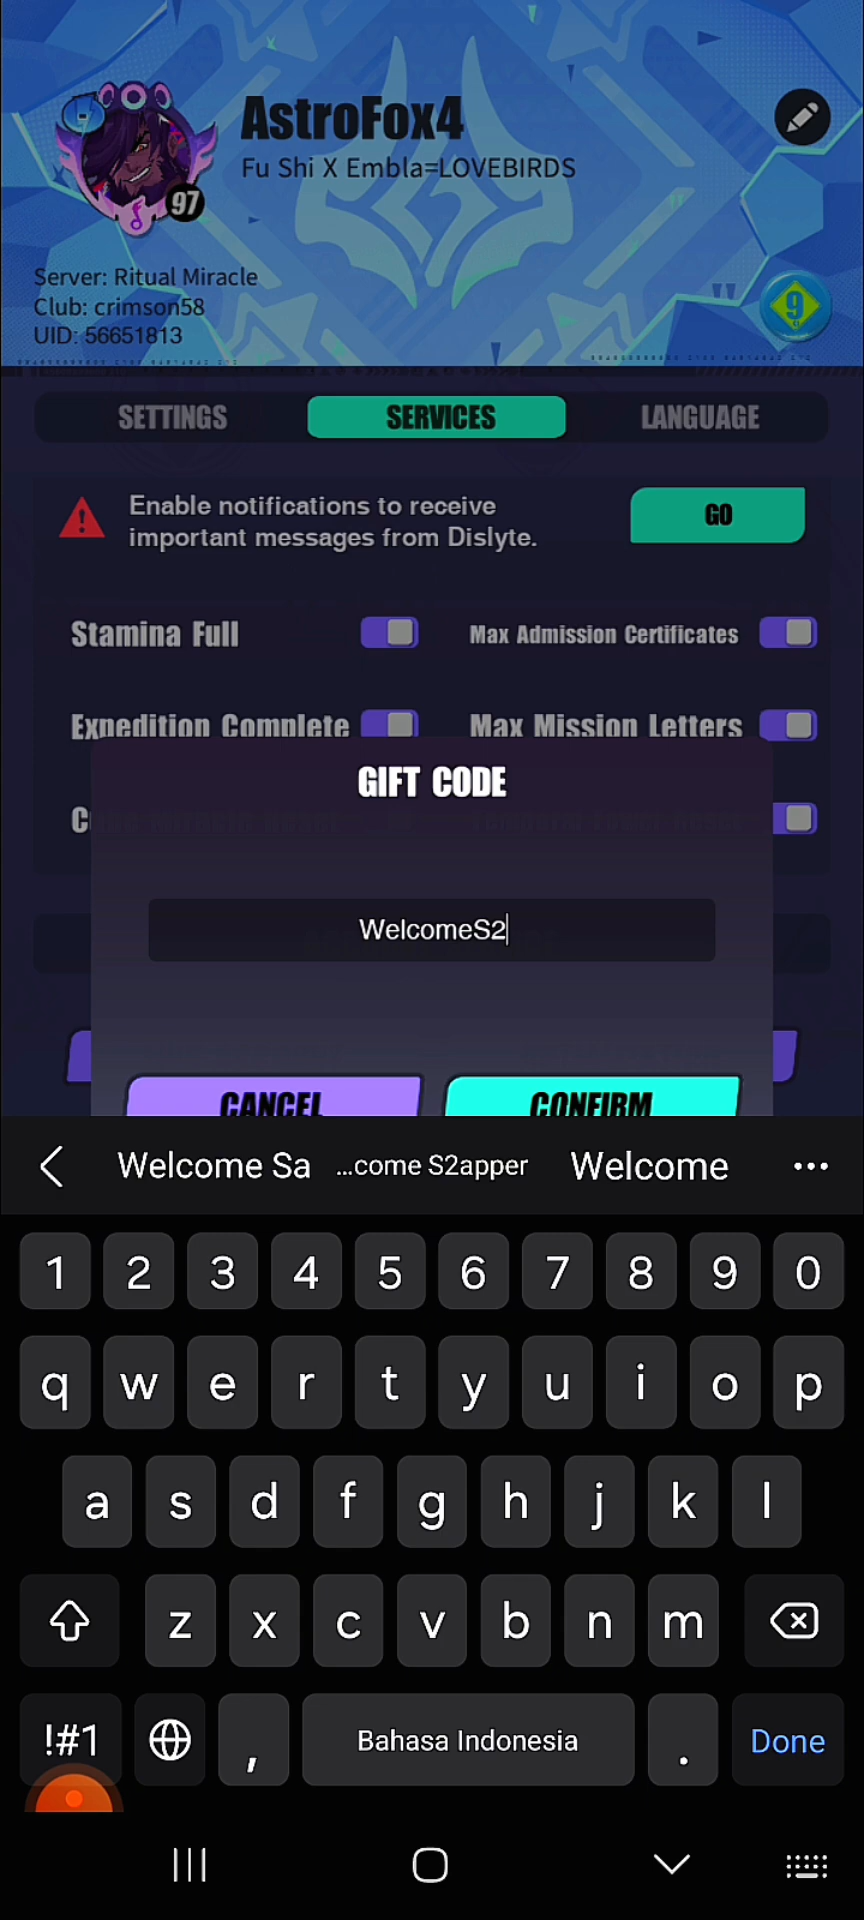 AstroFox4
Fu Shi X Embla=LOVEBIRDS
97
Server: Ritual Miracle
Club: crimson58
UID: 56651813
9
SETTINGS SERVICES LANGUAGE
Enable notifications to receive
important messages from Dislyte.
GO
Stamina Full Max Admission Certificates
Expedition Complete Max Mission Letters
GIFT CODE
WelcomeS2
CANCEL CONFIRM
Welcome Sa ...come S2apper Welcome
1 2 3 4 5 6 7 8 9 0
q w e r t y u i o p
a s d f g h j k l
z x c v b n m
!#1 , Bahasa Indonesia . Done